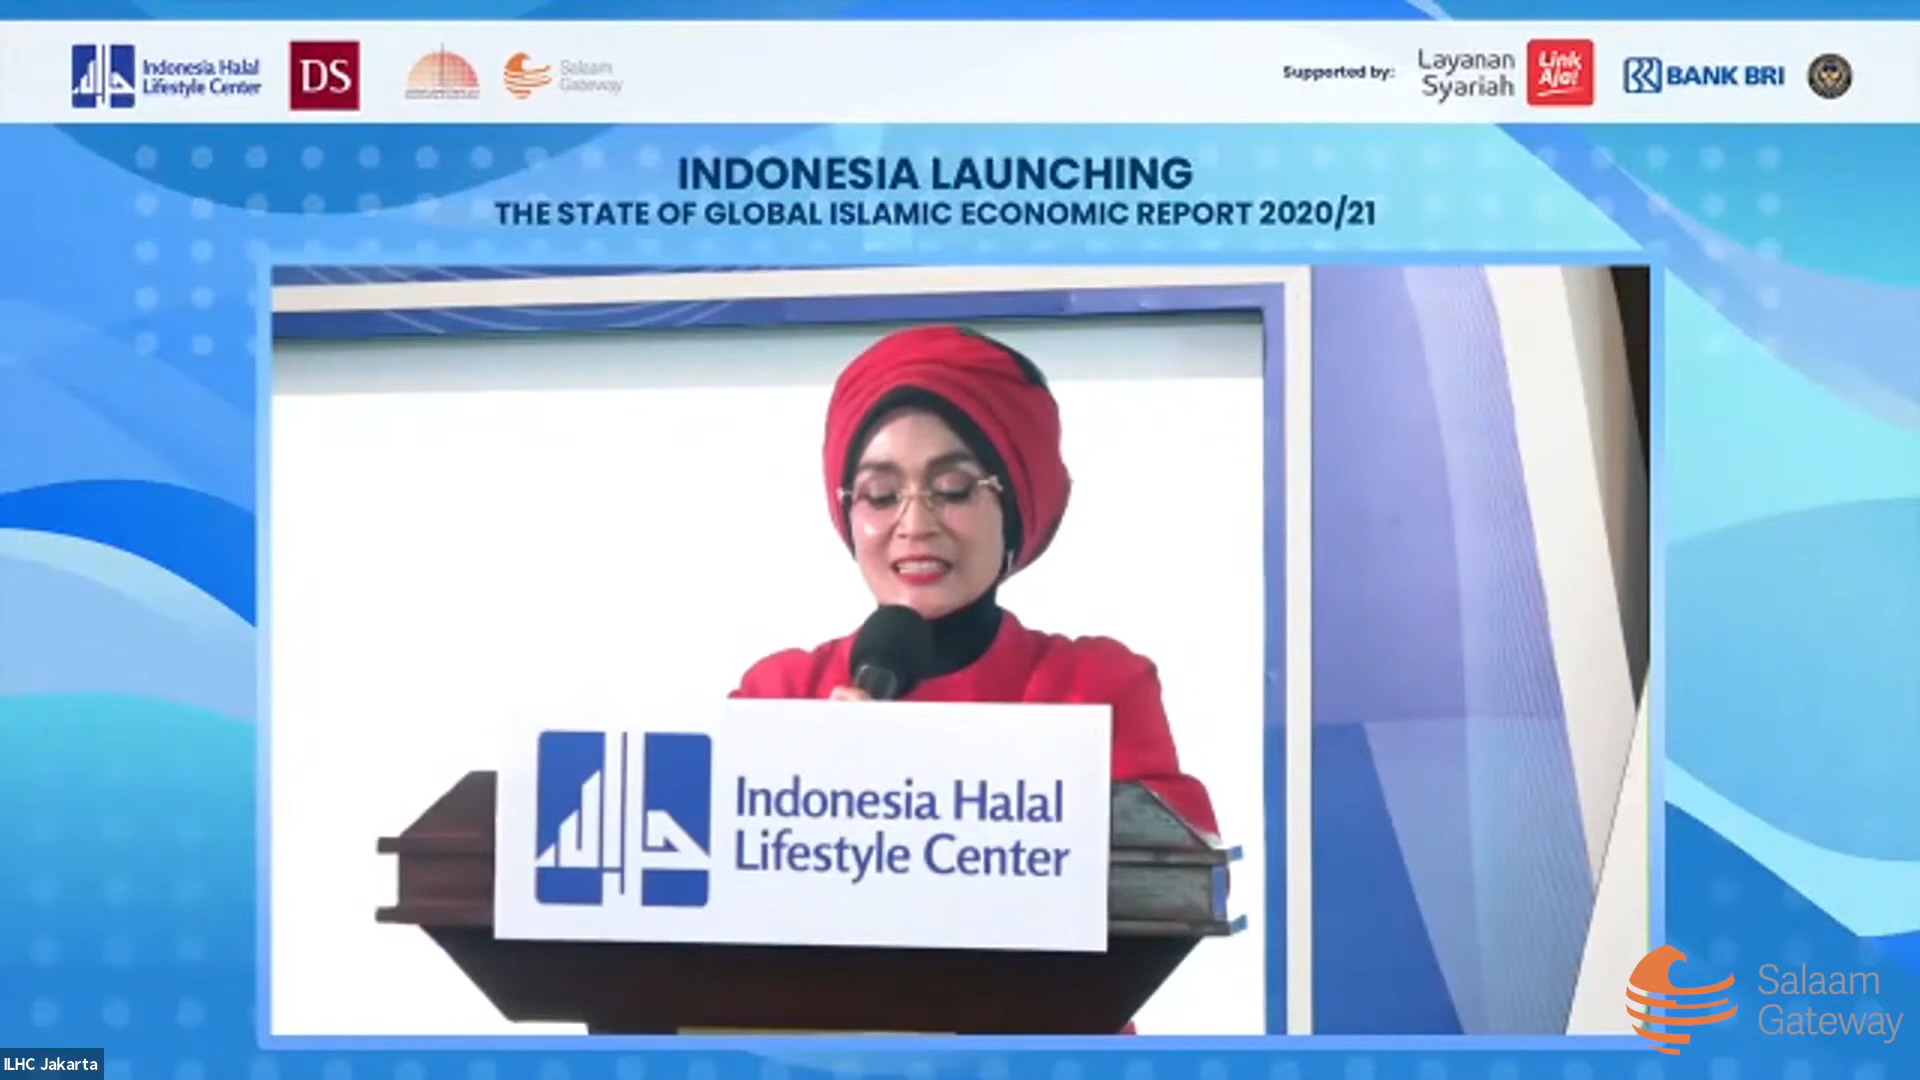 Indonesia Halal
Lifestyle Center
DS
Salaam
Gateway
Supported by:
Layanan
Syariah
Link
Aja!
BANK BRI
INDONESIA LAUNCHING
THE STATE OF GLOBAL ISLAMIC ECONOMIC REPORT 2020/21
Indonesia Halal
Lifestyle Center
Salaam
Gateway
ILHC Jakarta